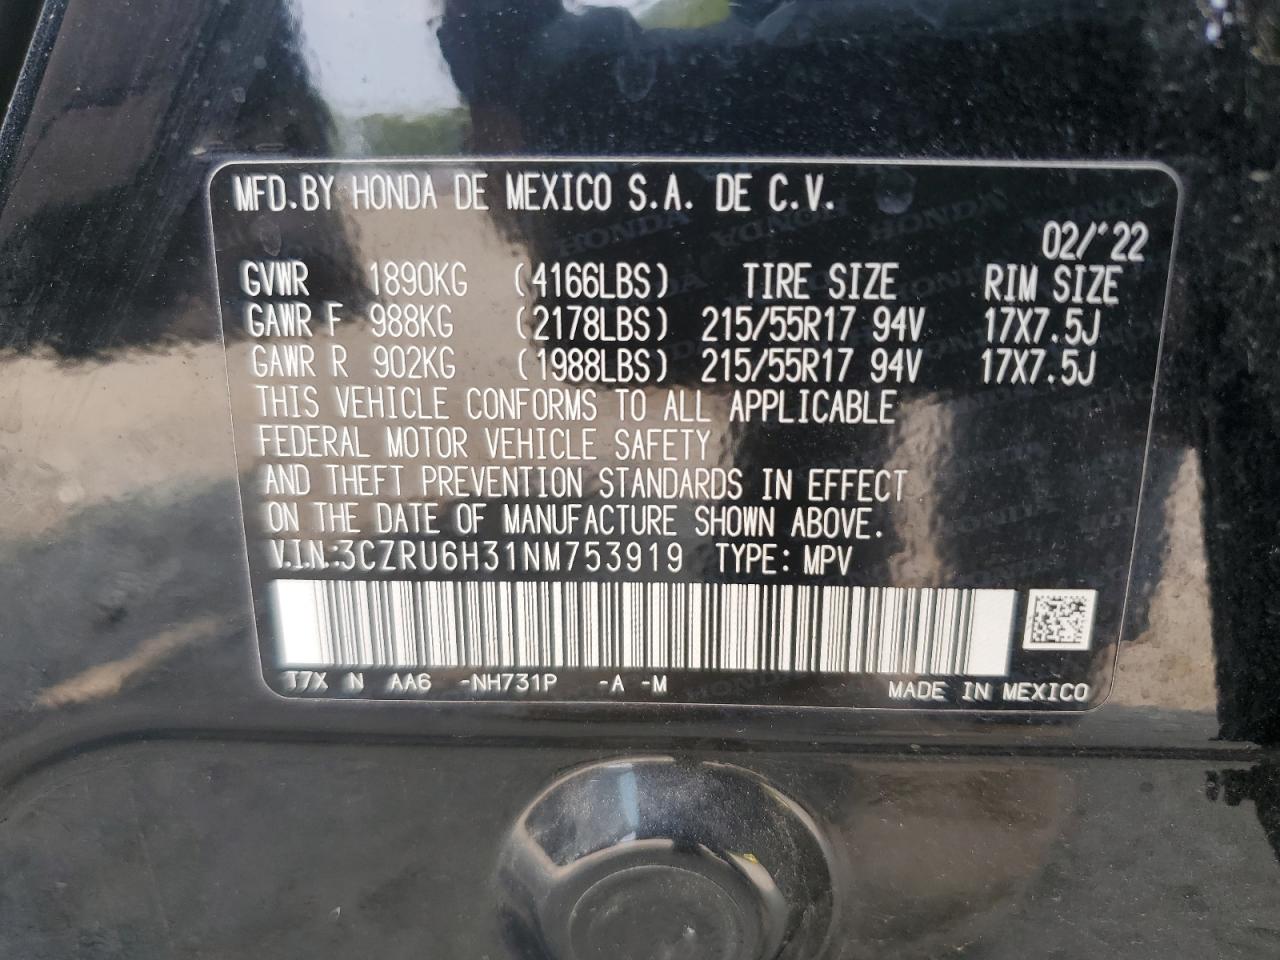 MFD.BY HONDA DE MEXICO S.A. DE C.V.
02/'22
GVWR 1890KG (4166LBS) TIRE SIZE RIM SIZE
GAWR F 988KG (2178LBS) 215/55R17 94V 17X7.5J
GAWR R 902KG (1988LBS) 215/55R17 94V 17X7.5J
THIS VEHICLE CONFORMS TO ALL APPLICABLE
FEDERAL MOTOR VEHICLE SAFETY
AND THEFT PREVENTION STANDARDS IN EFFECT
ON THE DATE OF MANUFACTURE SHOWN ABOVE.
V.I.N.:3CZRU6H31NM753919 TYPE: MPV
T7X N AA6 -NH731P -A -M
MADE IN MEXICO